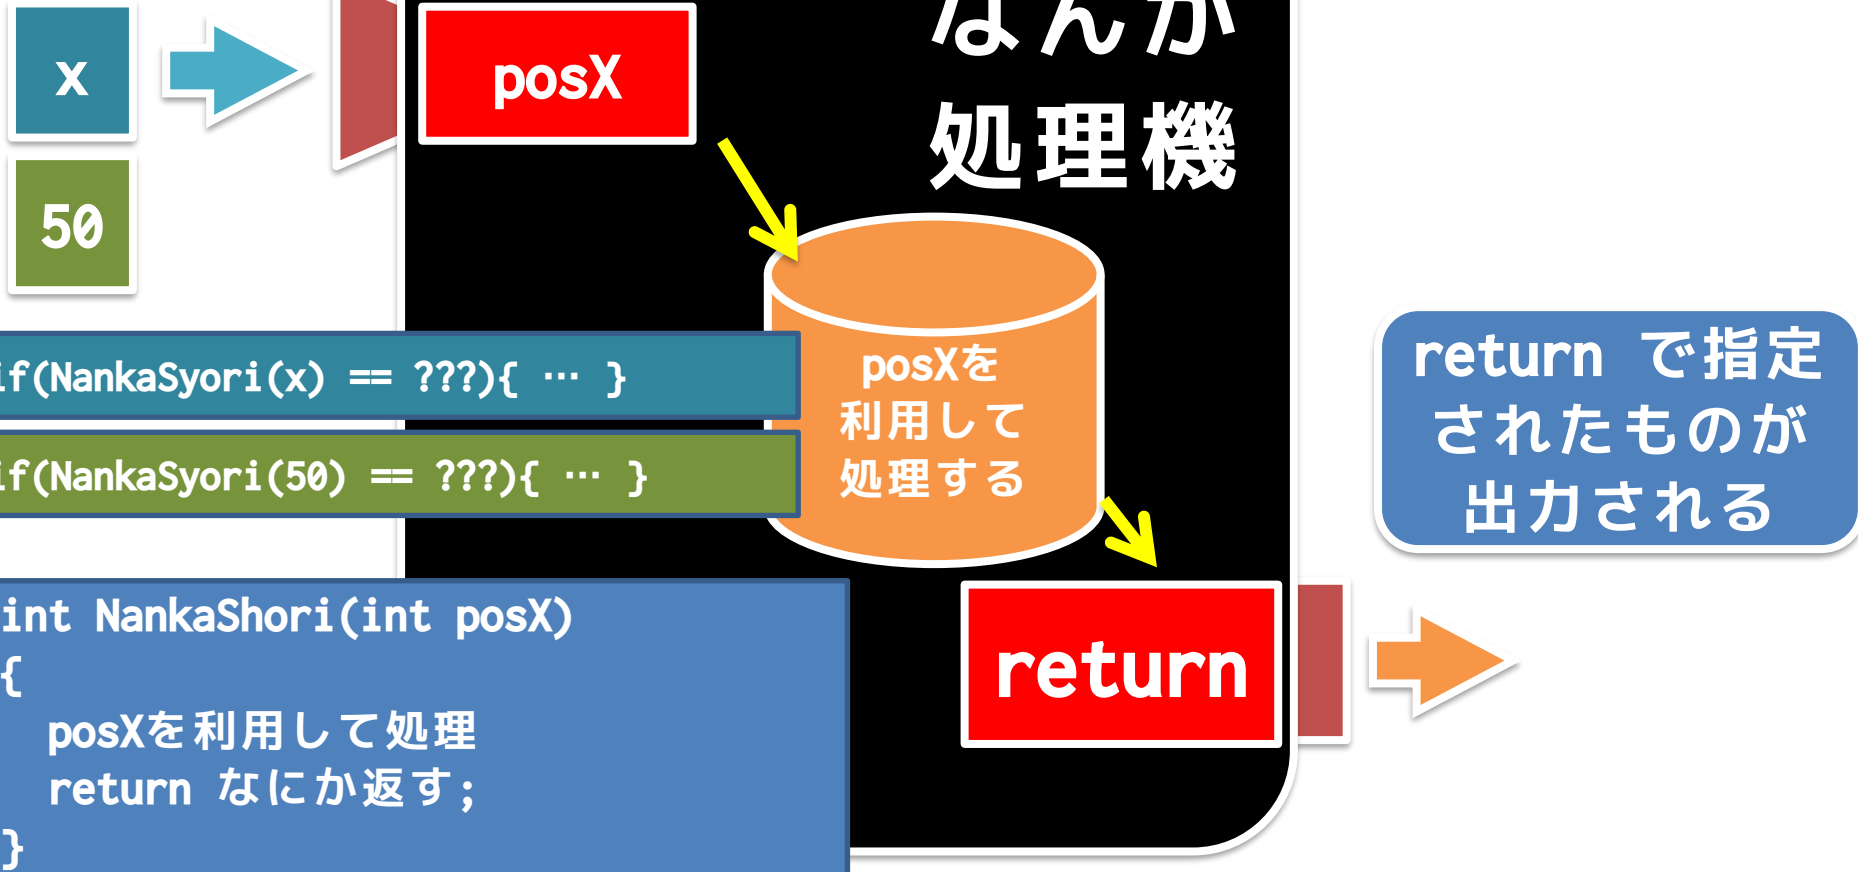 x
posX
なんか
処理機
50
if(NankaSyori(x) == ???){ … }
if(NankaSyori(50) == ???){ … }
posXを
利用して
処理する
return で指定
されたものが
出力される
return
int NankaShori(int posX)
{
posXを利用して処理
return なにか返す;
}